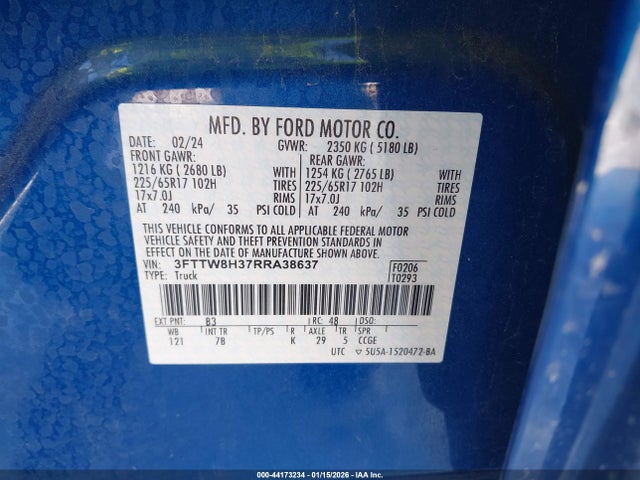 MFD. BY FORD MOTOR CO.
DATE: 02/24 GVWR: 2350 KG ( 5180 LB)
FRONT GAWR: REAR GAWR:
1216 KG ( 2680 LB) WITH 1254 KG ( 2765 LB) WITH
225/65R17 102H TIRES 225/65R17 102H TIRES
17x7.0J RIMS 17x7.0J RIMS
AT 240 kPa/ 35 PSI COLD AT 240 kPa/ 35 PSI COLD
THIS VEHICLE CONFORMS TO ALL APPLICABLE FEDERAL MOTOR
VEHICLE SAFETY AND THEFT PREVENTION STANDARDS IN
EFFECT ON THE DATE OF MANUFACTURE SHOWN ABOVE.
VIN: 3FTTW8H37RRA38637 F0206
TYPE: Truck T0293
EXT PNT: B3 RC: 48
WB INT TR TP/PS R AXLE TR SPR
121 7B K 29 5 CCGE
UTC ▽ 5U5A-1520472-BA
000-44173234 - 01/15/2026 - IAA Inc.